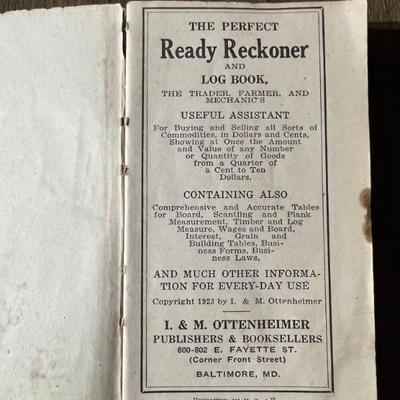 THE PERFECT
Ready Reckoner
AND
LOG BOOK,
THE TRADER, FARMER, AND
MECHANIC'S
USEFUL ASSISTANT
For Buying and Selling all Sorts of
Commodities, in Dollars and Cents,
Showing at Once the Amount
and Value of any Number
or Quantity of Goods
from a Quarter of
a Cent to Ten
Dollars,
CONTAINING ALSO
Comprehensive and Accurate Tables
for Board, Scantling and Plank
Measurement, Timber and Log
Measure, Wages and Board,
Interest, Grain and
Building Tables, Busi-
ness Forms, Busi-
ness Laws,
AND MUCH OTHER INFORMA-
TION FOR EVERY-DAY USE
Copyright 1923 by I. & M. Ottenheimer
I. & M. OTTENHEIMER
PUBLISHERS & BOOKSELLERS
800-802 E. FAYETTE ST.
(Corner Front Street)
BALTIMORE, MD.